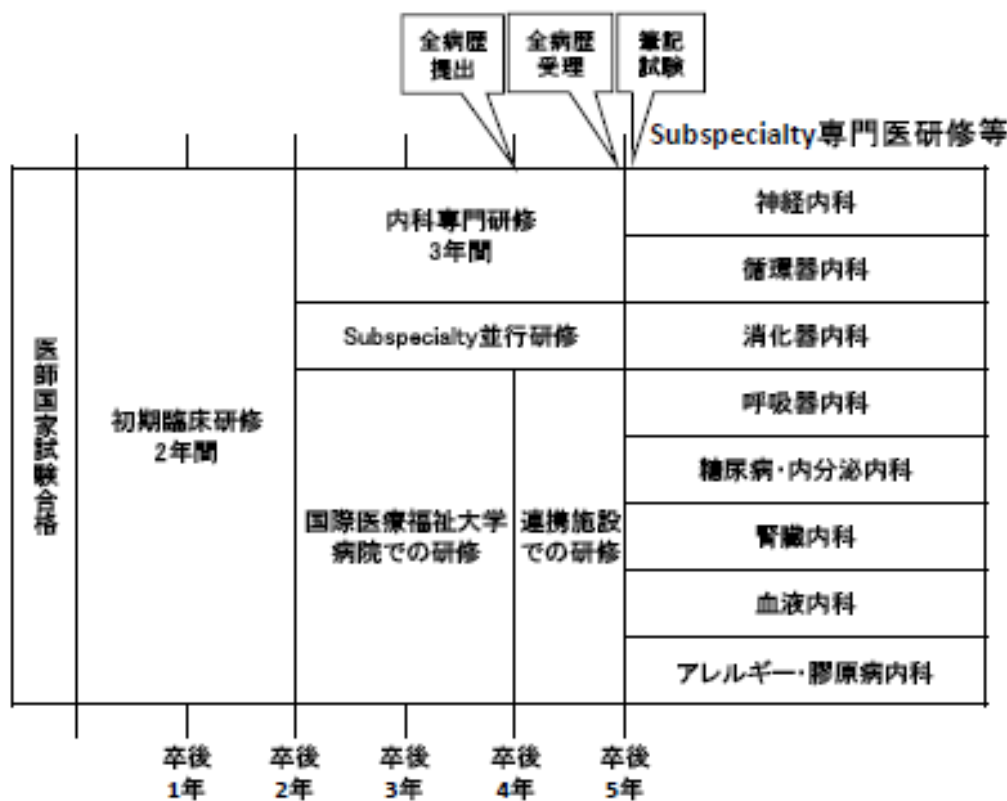 全病歴
提出
全病歴
受理
筆記
試験
Subspecialty専門医研修等
医師国家試験合格
初期臨床研修
2年間
内科専門研修
3年間
Subspecialty並行研修
国際医療福祉大学
病院での研修
連携施設
での研修
神経内科
循環器内科
消化器内科
呼吸器内科
糖尿病・内分泌内科
腎臓内科
血液内科
アレルギー・膠原病内科
卒後
1年
卒後
2年
卒後
3年
卒後
4年
卒後
5年